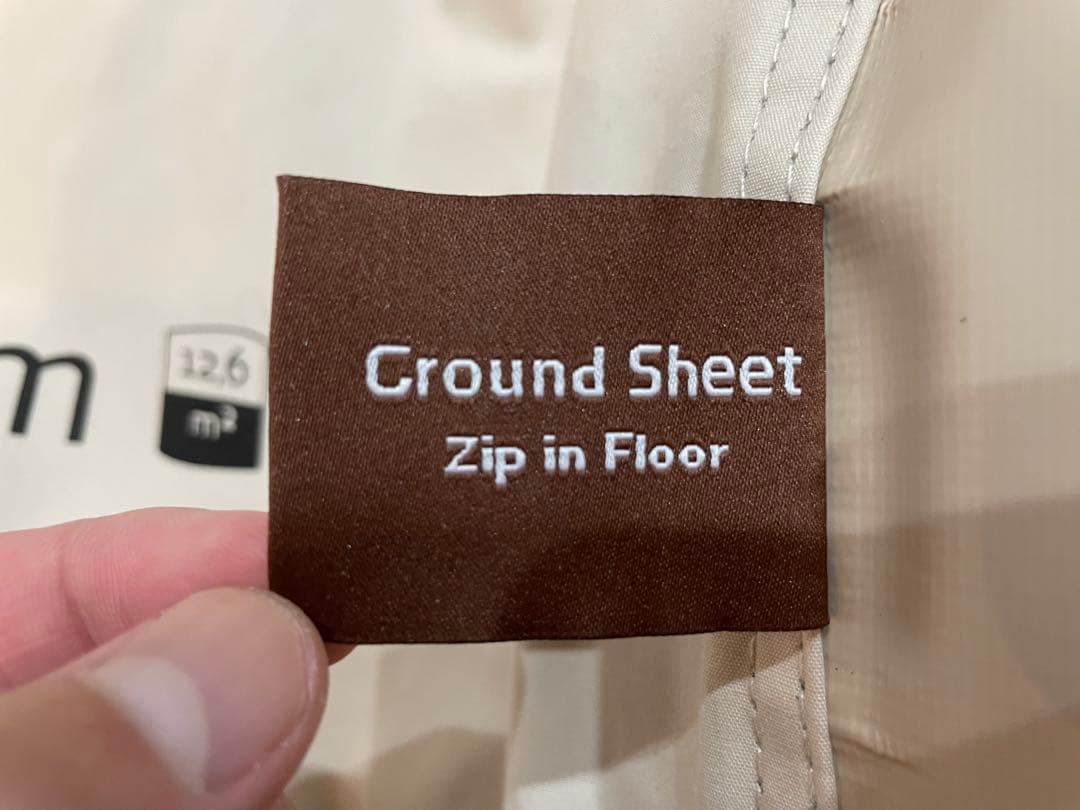 m
12,6
m²
Ground Sheet
Zip in Floor